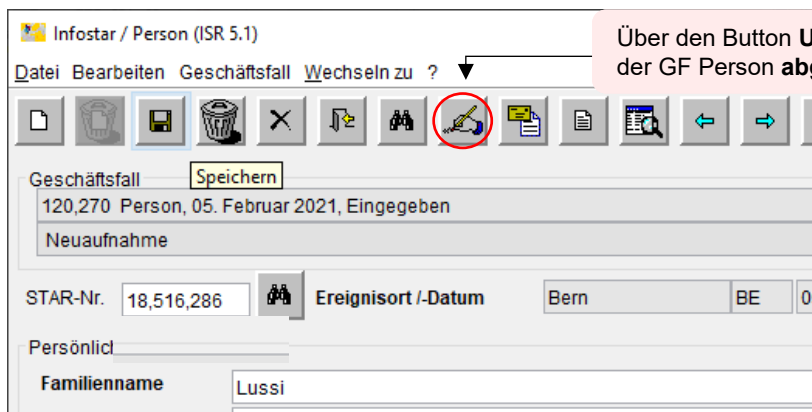 Infostar / Person (ISR 5.1)
Über den Button
der GF Person
Datei Bearbeiten Geschäftsfall Wechseln zu ?
Geschäftsfall
Speichern
120,270 Person, 05. Februar 2021, Eingegeben
Neuaufnahme
STAR-Nr. 18,516,286 Ereignisort /-Datum Bern BE 0
Familienname Lussi